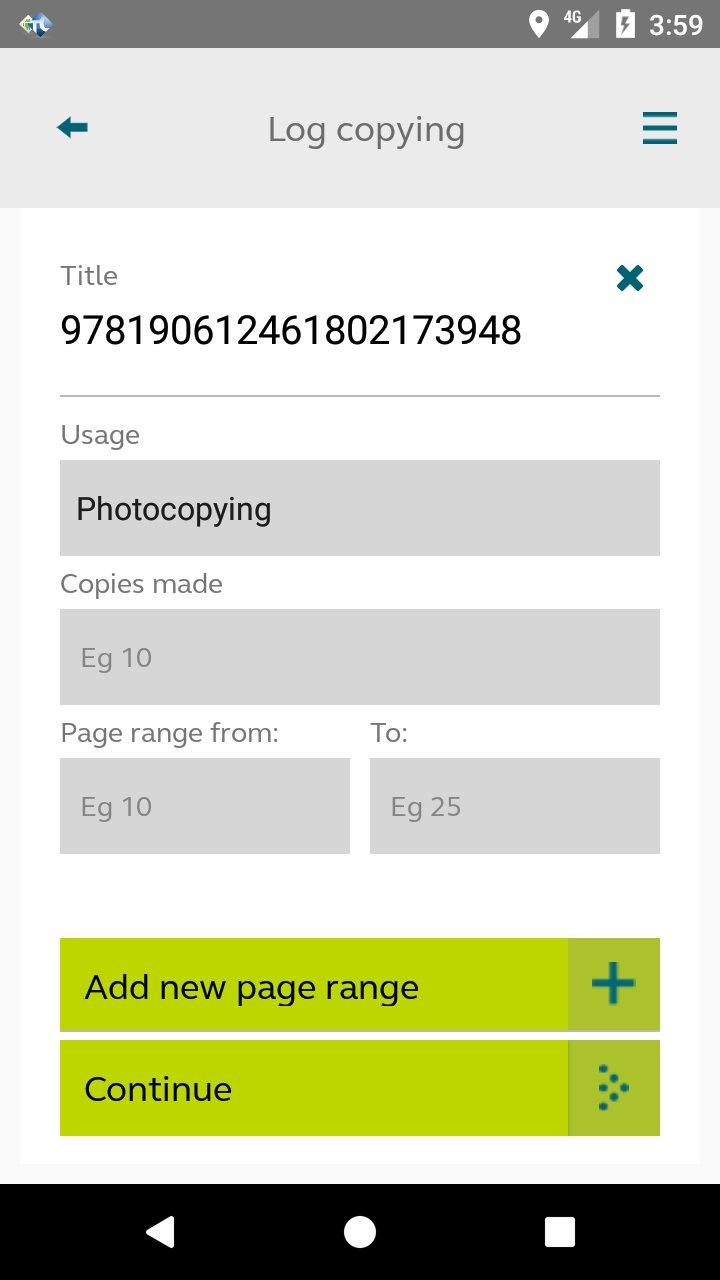 4G 3:59
Log copying
Title
978190612461802173948
Usage
Photocopying
Copies made
Eg 10
Page range from: To:
Eg 10 Eg 25
Add new page range
Continue